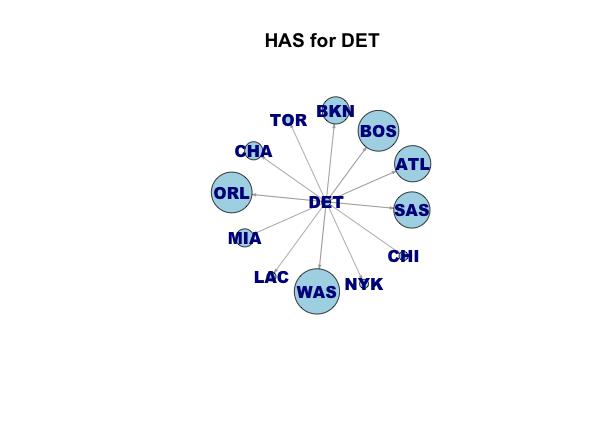 HAS for DET
BKN
TOR
BOS
CHA
ATL
ORL
DET
SAS
MIA
CHI
LAC
NYK
WAS